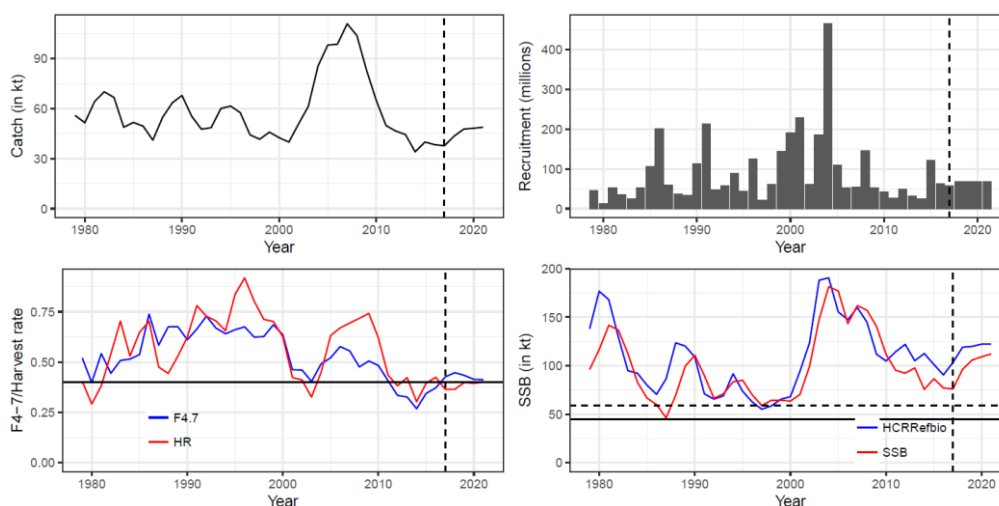 Catch (in kt)
90
60
30
0
1980 1990 2000 2010 2020
Year
Recruitment (millions)
400
300
200
100
0
1980 1990 2000 2010 2020
Year
F4-7/Harvest rate
0.75
0.50
0.25
0.00
F4.7
HR
1980 1990 2000 2010 2020
Year
SSB (in kt)
200
150
100
50
0
HCRRefbio
SSB
1980 1990 2000 2010 2020
Year